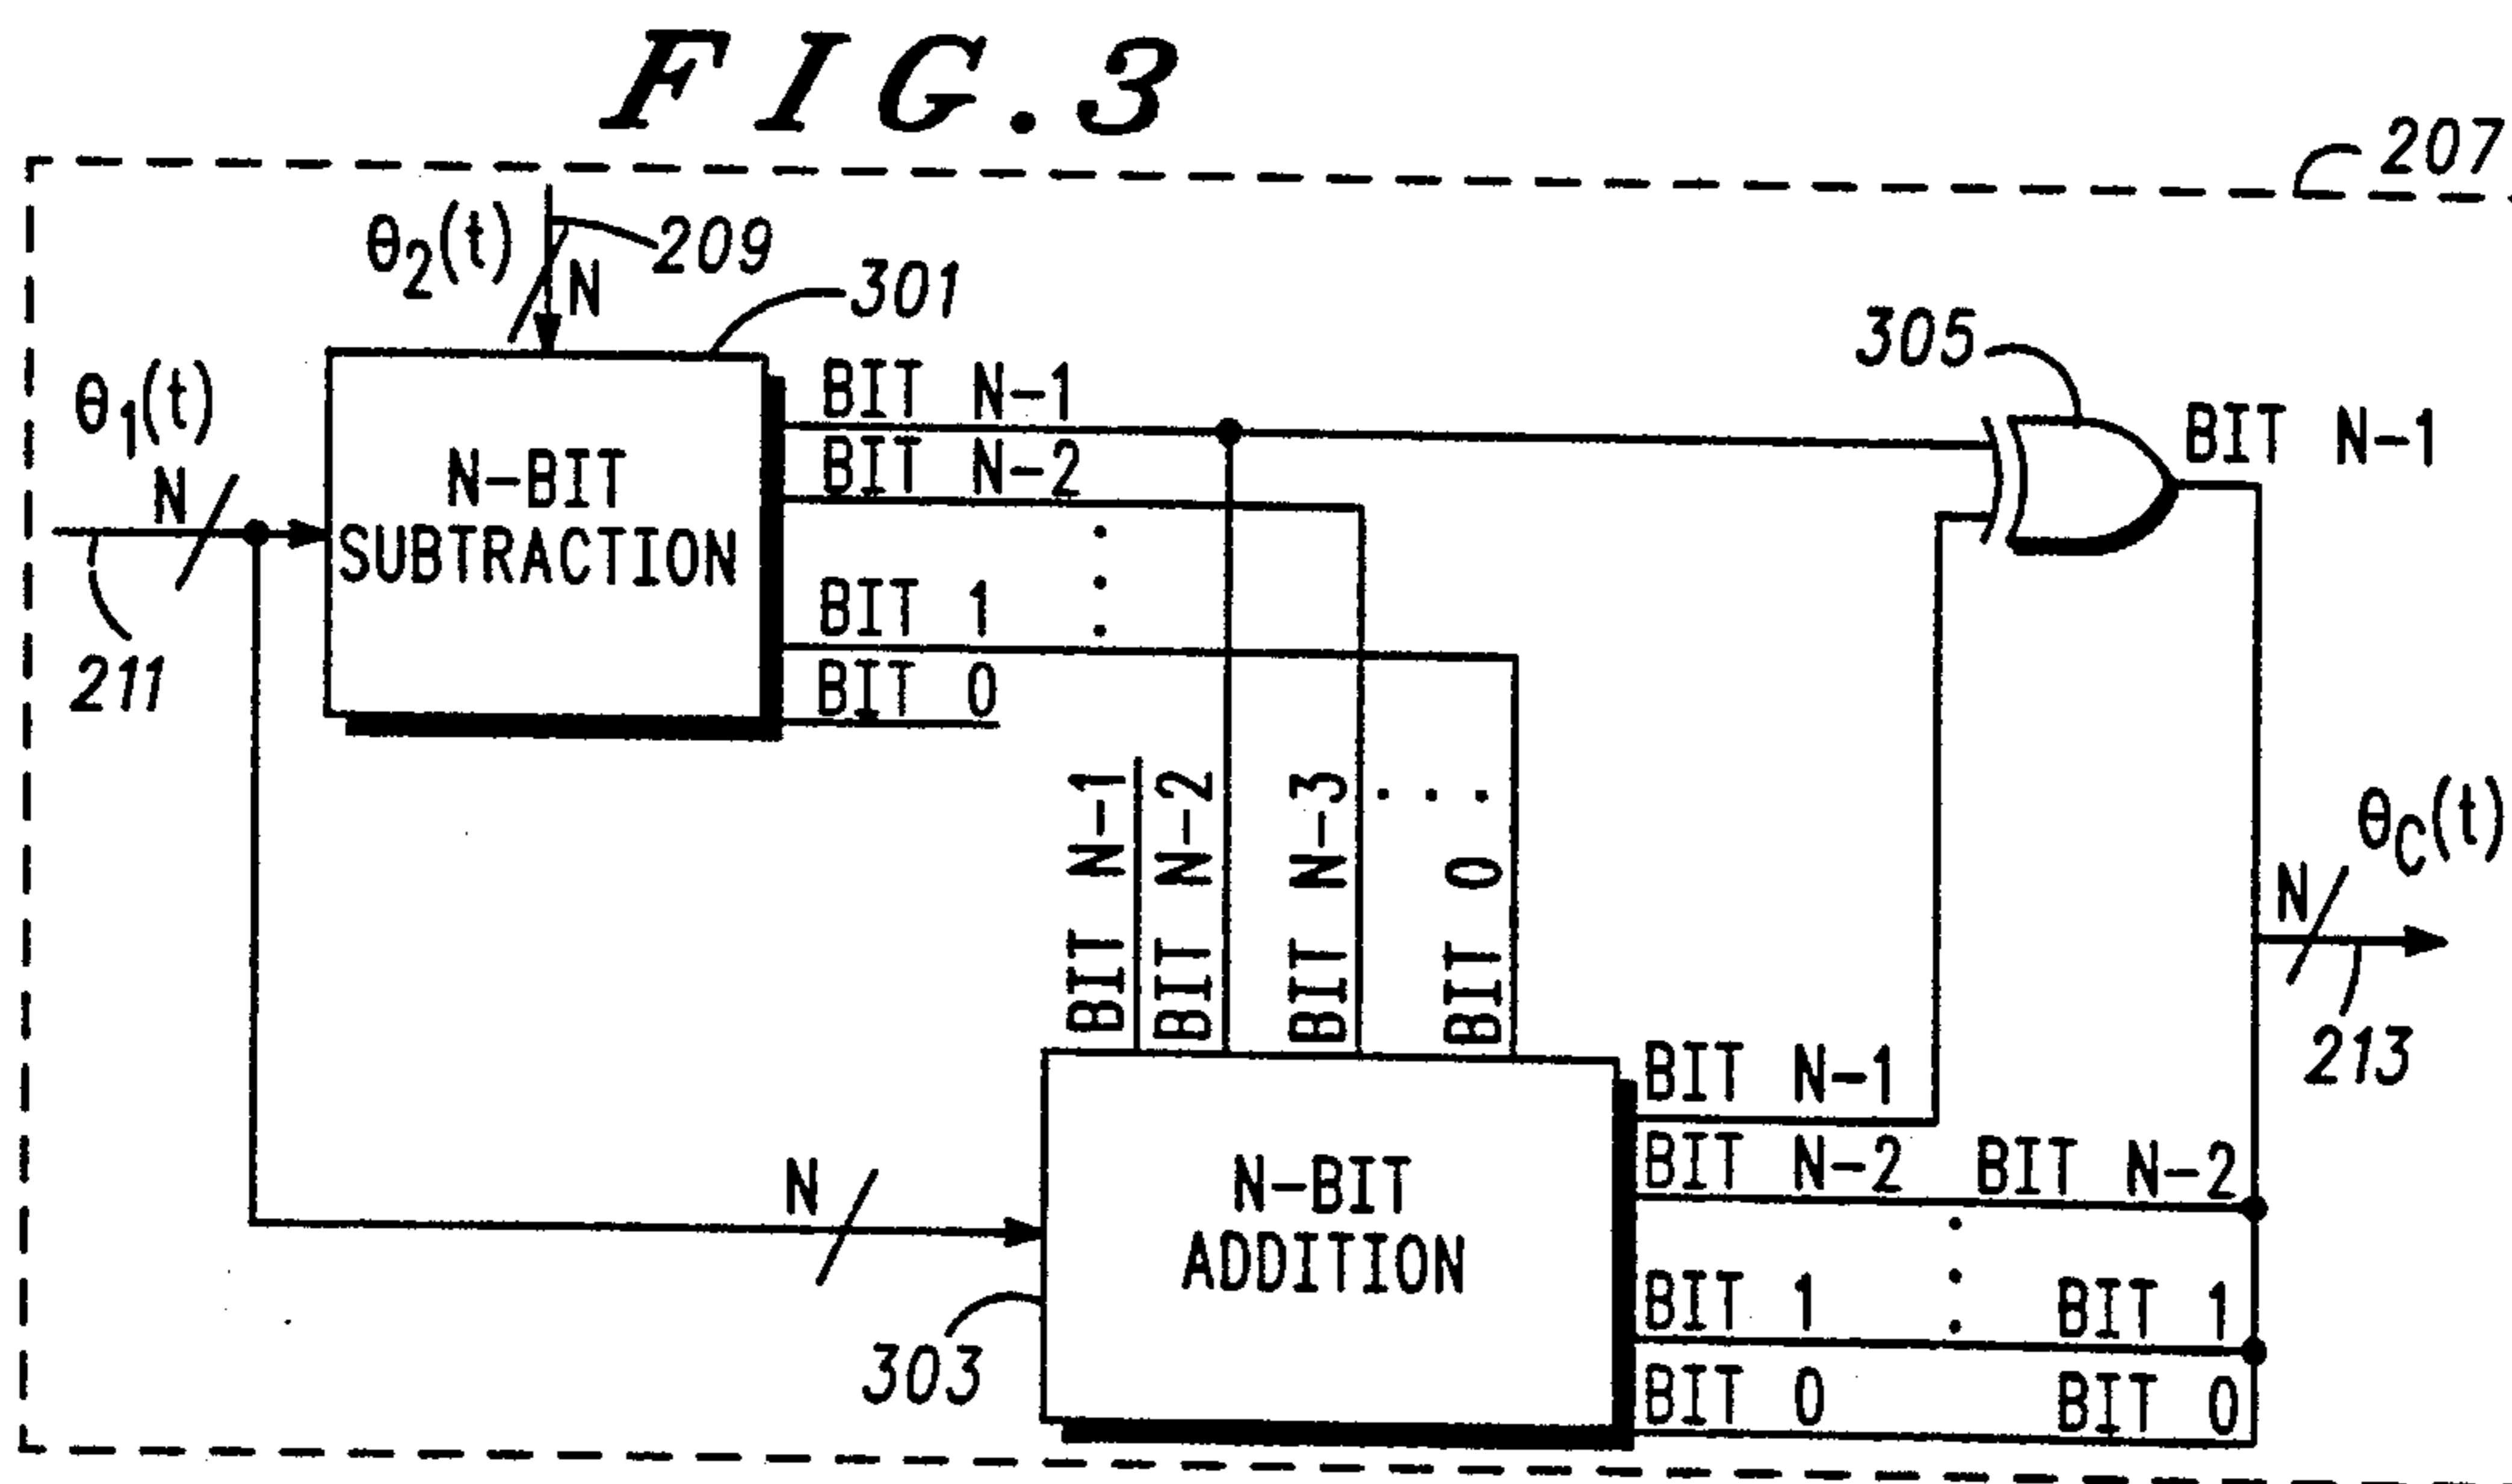 FIG.3
207
θ2(t)
209
N
301
305
θ1(t)
N
BIT N-1
BIT N-2
BIT N-1
N-BIT
SUBTRACTION
BIT 1
BIT 0
211
BIT N-1
BIT N-2
BIT N-3
BIT 0
θC(t)
N
213
N
N-BIT
ADDITION
303
BIT N-1
BIT N-2 BIT N-2
BIT 1 BIT 1
BIT 0 BIT 0